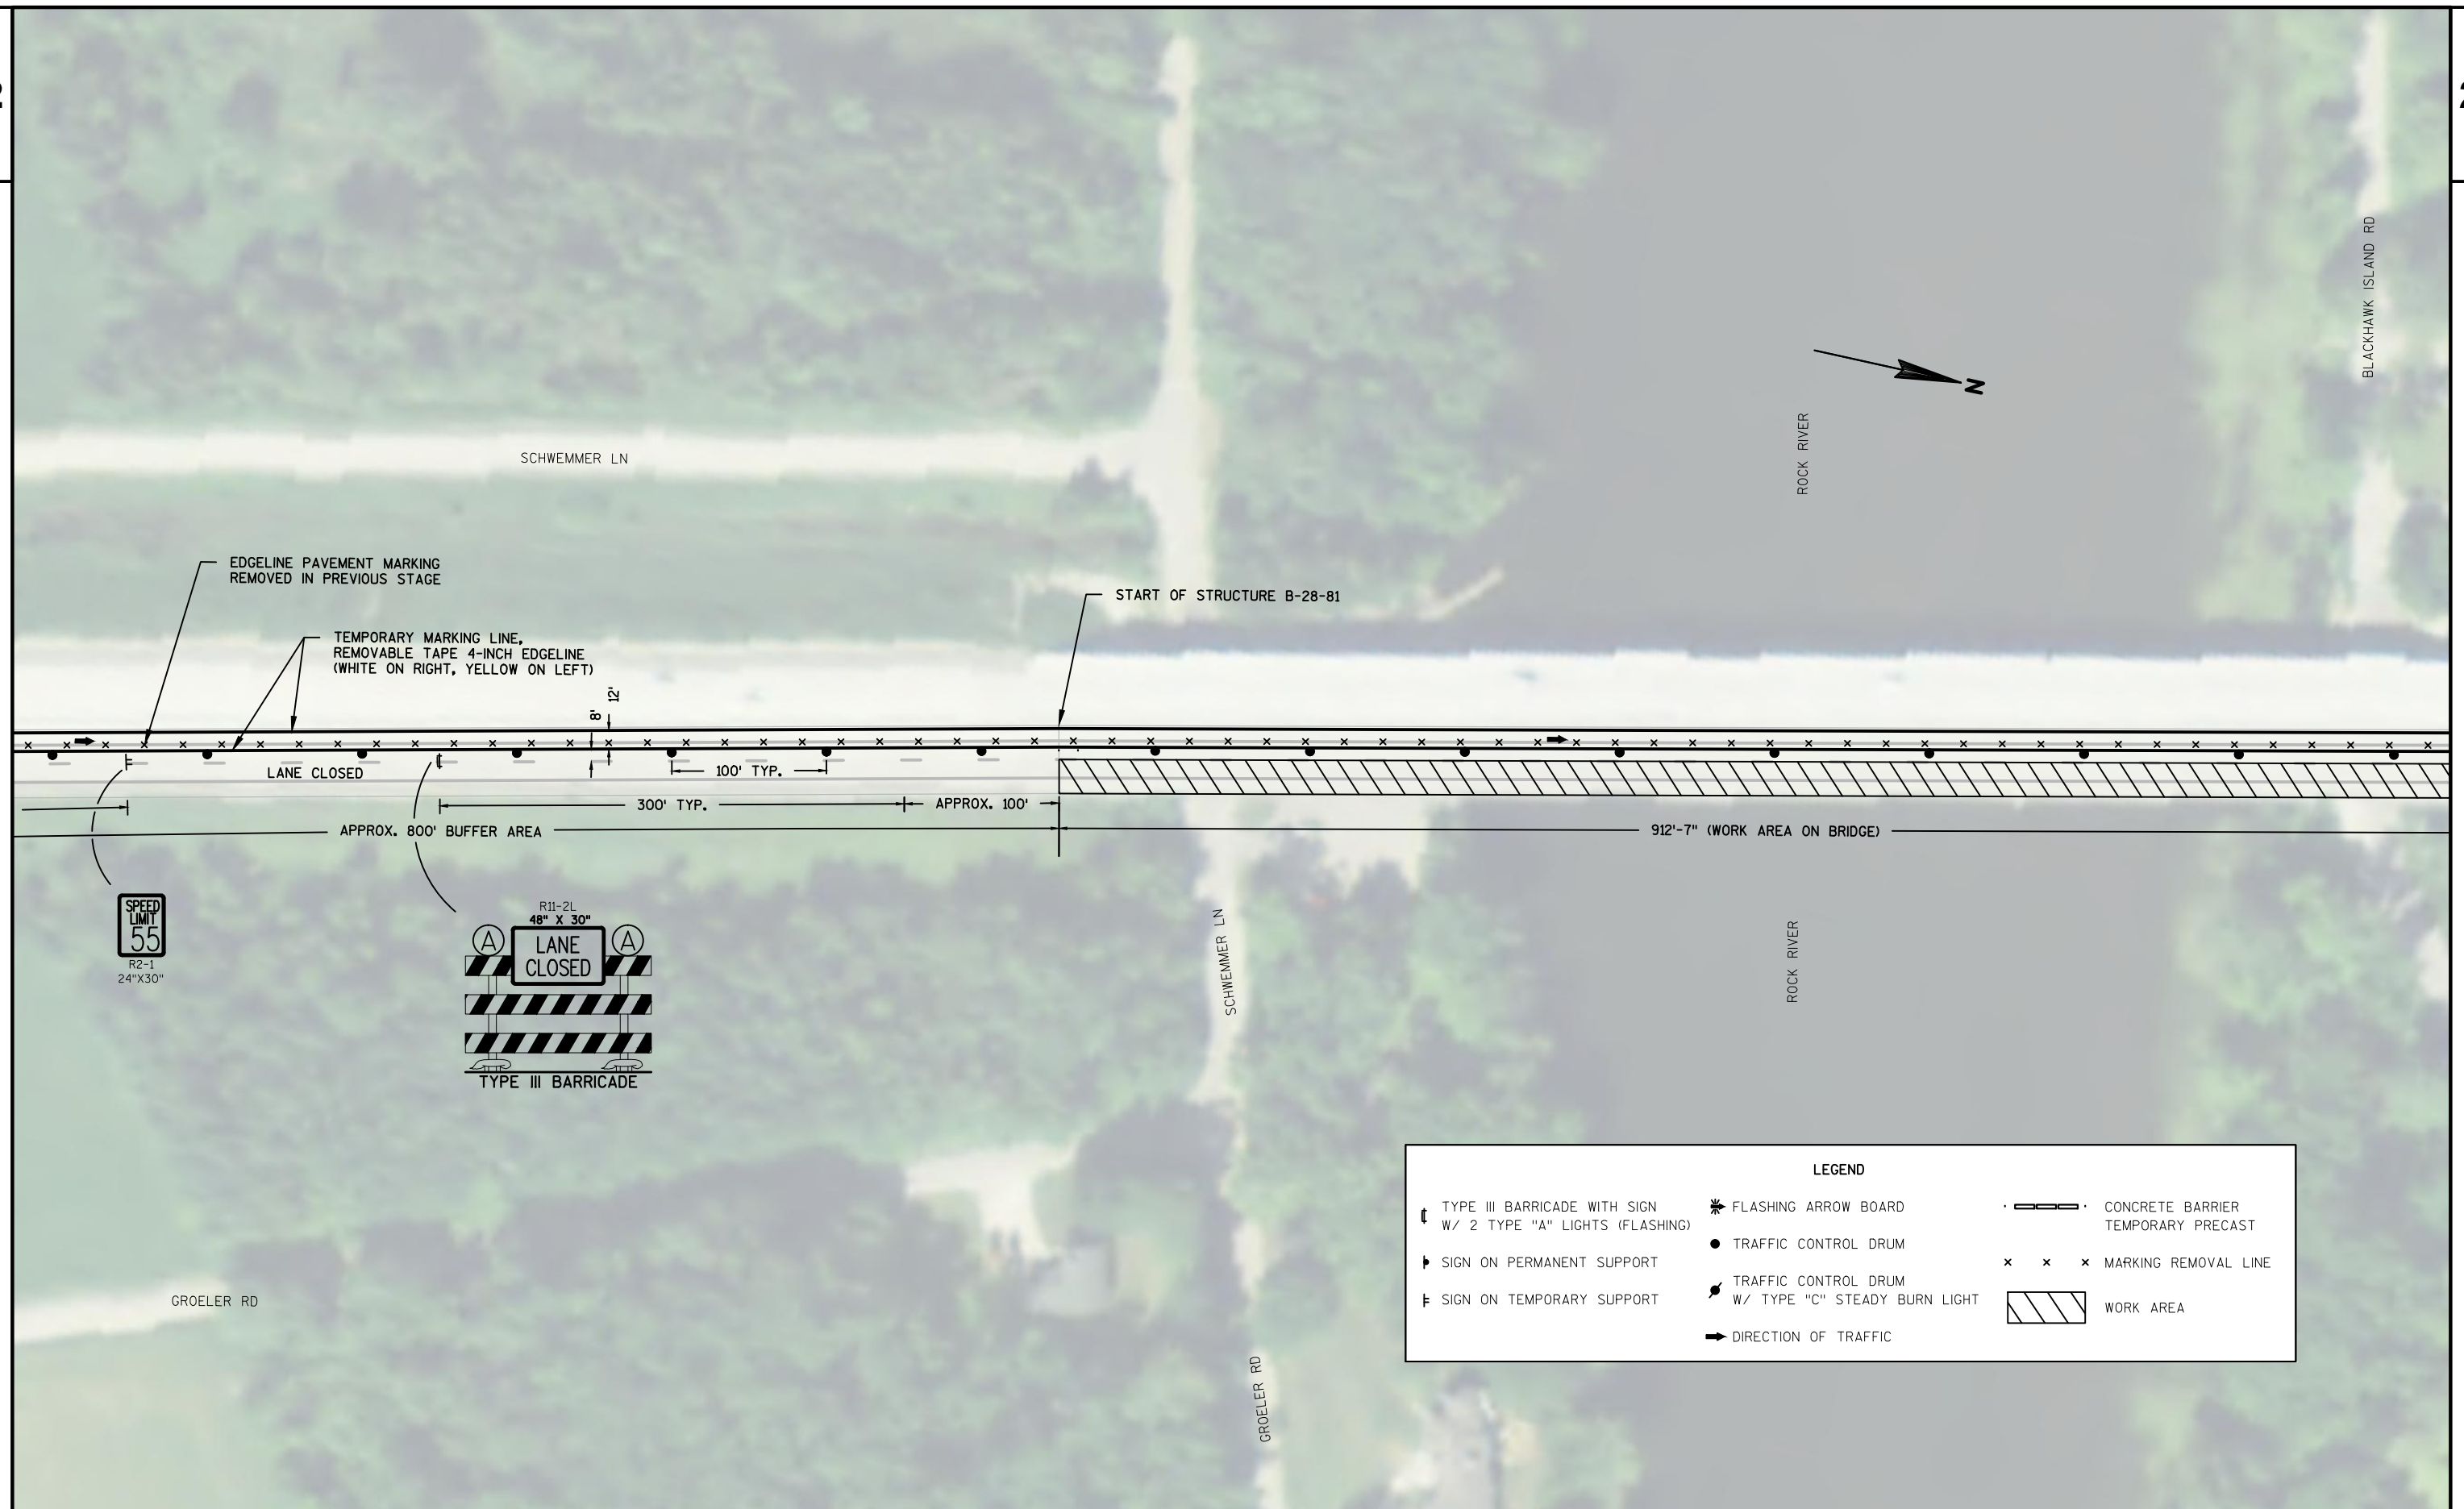 2
2
BLACKHAWK ISLAND RD
N
ROCK RIVER
SCHWEMMER LN
EDGELINE PAVEMENT MARKING
REMOVED IN PREVIOUS STAGE
START OF STRUCTURE B-28-81
TEMPORARY MARKING LINE,
REMOVABLE TAPE 4-INCH EDGELINE
(WHITE ON RIGHT, YELLOW ON LEFT)
8'
12'
LANE CLOSED
100' TYP.
300' TYP.
APPROX. 100'
APPROX. 800' BUFFER AREA
912'-7" (WORK AREA ON BRIDGE)
SPEED
LIMIT
55
R2-1
24"X30"
R11-2L
48" X 30"
A
LANE
CLOSED
A
TYPE III BARRICADE
SCHWEMMER LN
ROCK RIVER
GROELER RD
GROELER RD
LEGEND
TYPE III BARRICADE WITH SIGN
W/ 2 TYPE "A" LIGHTS (FLASHING)
SIGN ON PERMANENT SUPPORT
SIGN ON TEMPORARY SUPPORT
FLASHING ARROW BOARD
TRAFFIC CONTROL DRUM
TRAFFIC CONTROL DRUM
W/ TYPE "C" STEADY BURN LIGHT
DIRECTION OF TRAFFIC
CONCRETE BARRIER
TEMPORARY PRECAST
MARKING REMOVAL LINE
WORK AREA